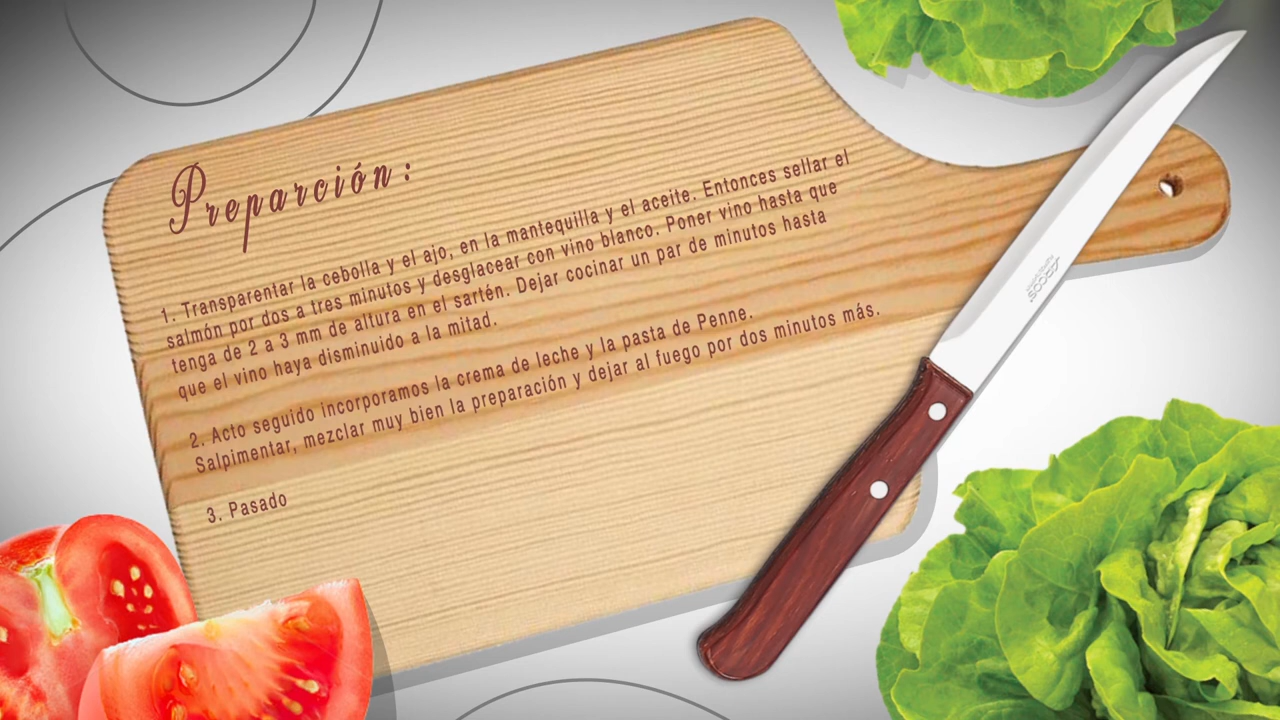 Preparción:
1. Transparentar la cebolla y el ajo, en la mantequilla y el aceite. Entonces sellar el
salmón por dos a tres minutos y desglacear con vino blanco. Poner vino hasta que
tenga de 2 a 3 mm de altura en el sartén. Dejar cocinar un par de minutos hasta
que el vino haya disminuido a la mitad.
2. Acto seguido incorporamos la crema de leche y la pasta de Penne.
Salpimentar, mezclar muy bien la preparación y dejar al fuego por dos minutos más.
3. Pasado
ARCOS